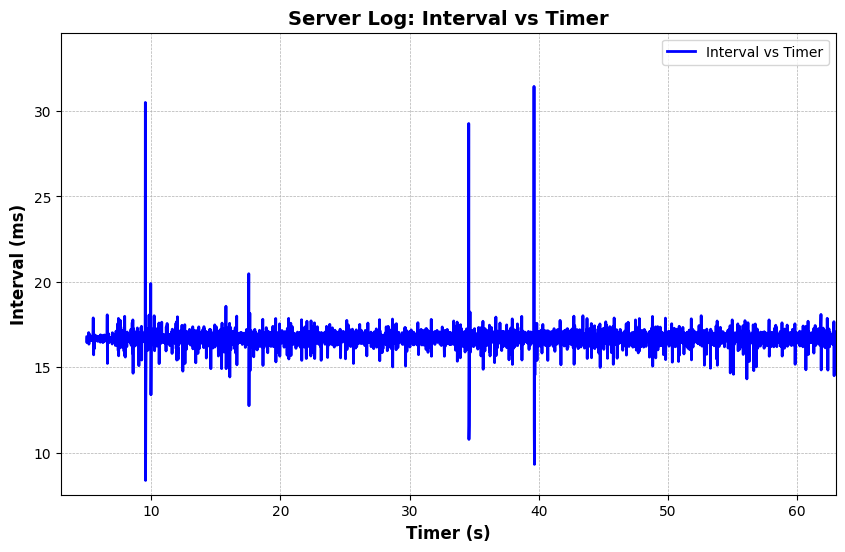 Server Log: Interval vs Timer
Interval vs Timer
Interval (ms)
30
25
20
15
10
10 20 30 40 50 60
Timer (s)